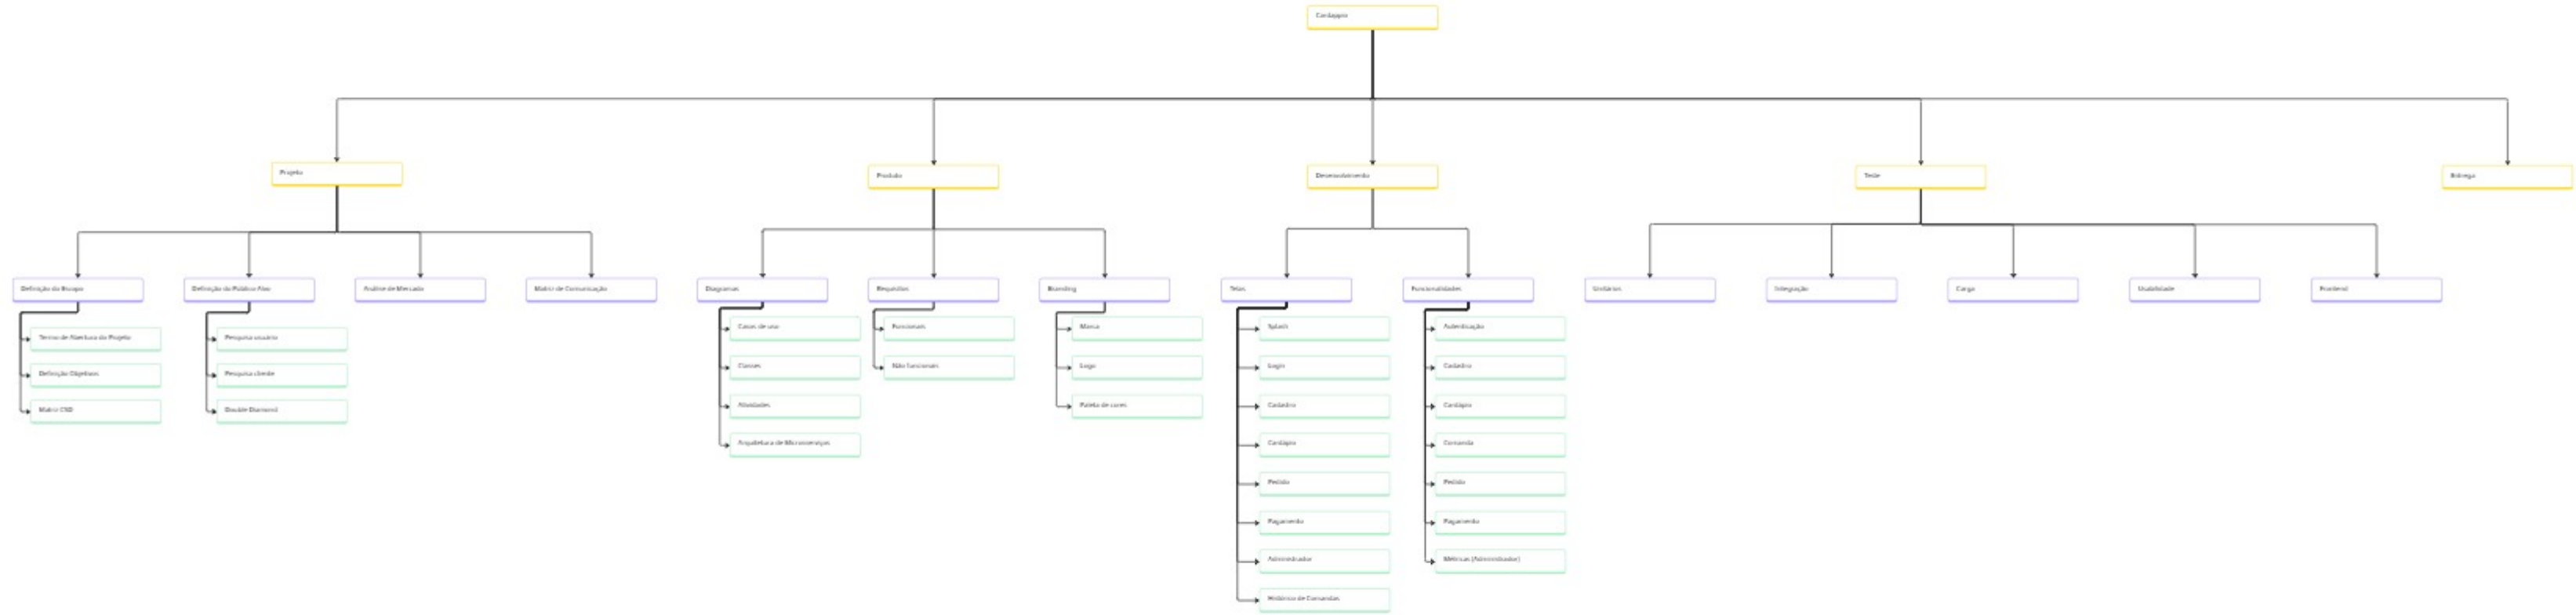 Cardappio
Projeto
Produto
Desenvolvimento
Teste
Entrega
Definição do Escopo
Definição do Público Alvo
Análise de Mercado
Matriz de Comunicação
Diagramas
Requisitos
Branding
Telas
Funcionalidades
Unitários
Integração
Carga
Usabilidade
Frontend
Termo de Abertura do Projeto
Definição Objetivos
Matriz CSD
Pesquisa usuário
Pesquisa cliente
Double Diamond
Casos de uso
Classes
Atividades
Arquitetura de Microsserviços
Funcionais
Não funcionais
Marca
Logo
Paleta de cores
Splash
Login
Cadastro
Cardápio
Pedido
Pagamento
Administrador
Histórico de Comandas
Autenticação
Cadastro
Cardápio
Comanda
Pedido
Pagamento
Métricas (Administrador)